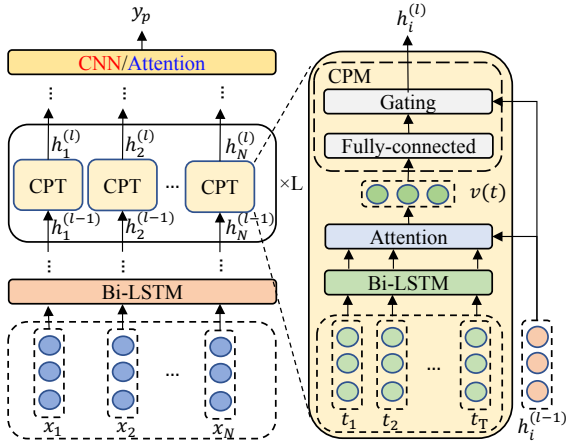 y_p
CNN/Attention
⋮ ⋮ ⋮
h_1^{(l)} h_2^{(l)} h_N^{(l)}
CPT CPT ... CPT
×L
h_1^{(l-1)} h_2^{(l-1)} h_N^{(l-1)}
⋮ ⋮ ⋮
Bi-LSTM
...
x_1 x_2 x_N
h_i^{(l)}
CPM
Gating
Fully-connected
v(t)
Attention
Bi-LSTM
...
t_1 t_2 t_T
h_i^{(l-1)}